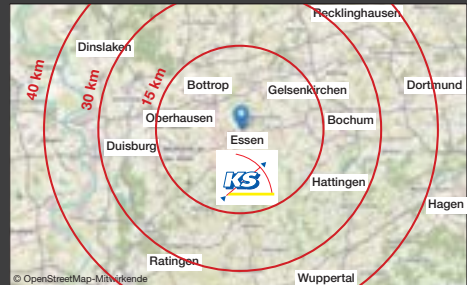 Recklinghausen
Dinslaken
40 km
30 km
15 km
Bottrop
Gelsenkirchen
Dortmund
Oberhausen
Bochum
Essen
Duisburg
KS
Hattingen
Hagen
Ratingen
Wuppertal
© OpenStreetMap-Mitwirkende